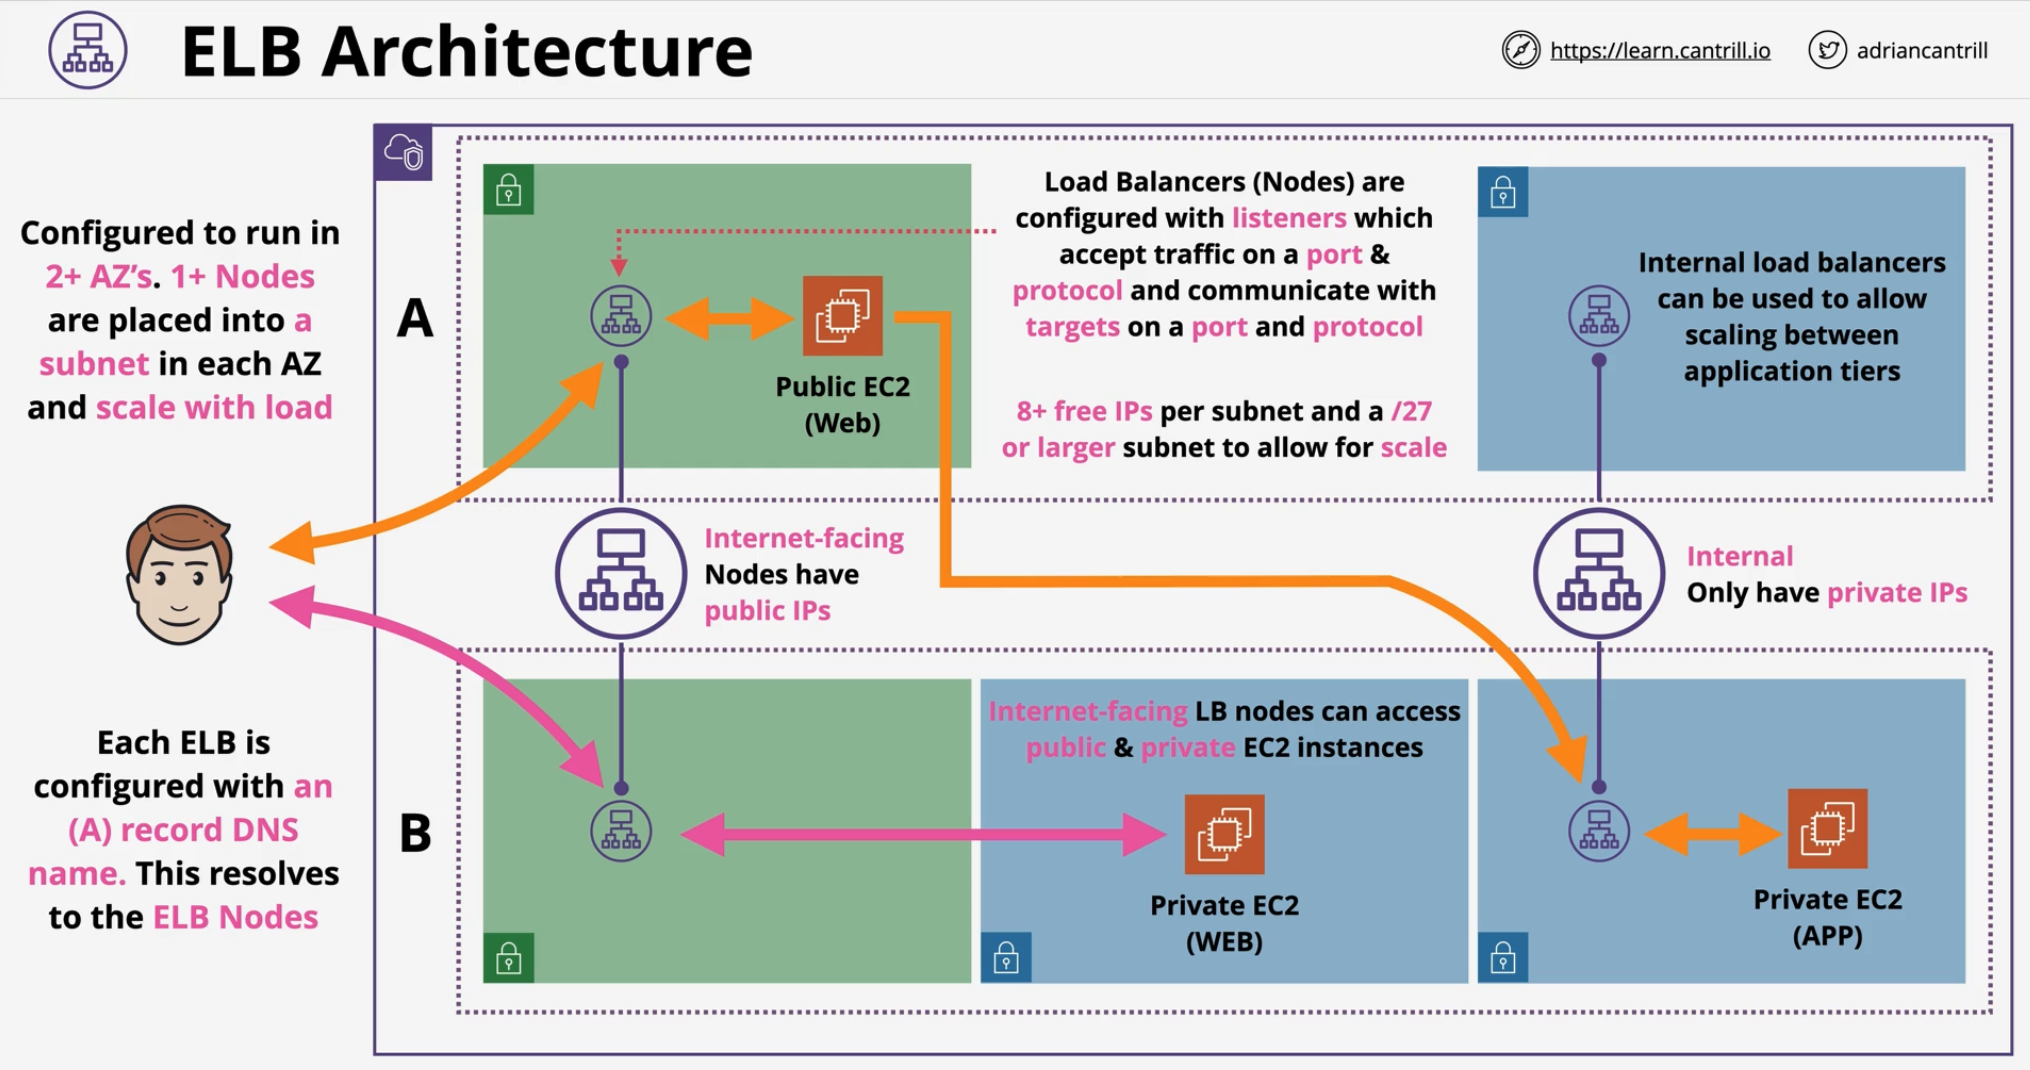 ELB Architecture
https://learn.cantrill.io
adriancantrill
Configured to run in
2+ AZ’s. 1+ Nodes
are placed into a
subnet in each AZ
and scale with load
A
Public EC2
(Web)
Load Balancers (Nodes) are
configured with listeners which
accept traffic on a port &
protocol and communicate with
targets on a port and protocol
8+ free IPs per subnet and a /27
or larger subnet to allow for scale
Internal load balancers
can be used to allow
scaling between
application tiers
Internet-facing
Nodes have
public IPs
Internal
Only have private IPs
Each ELB is
configured with an
(A) record DNS
name. This resolves
to the ELB Nodes
B
Internet-facing LB nodes can access
public & private EC2 instances
Private EC2
(WEB)
Private EC2
(APP)